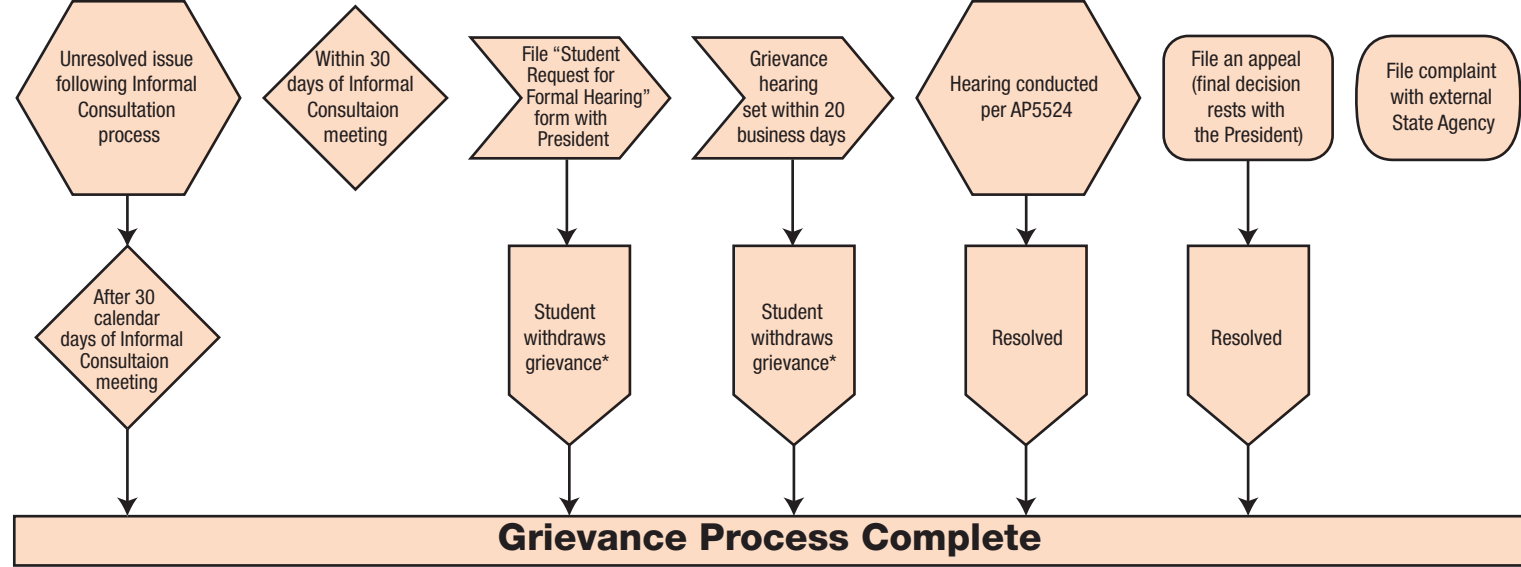 Unresolved issue
following Informal
Consultation
process
Within 30
days of Informal
Consultaion
meeting
File “Student
Request for
Formal Hearing”
form with
President
Grievance
hearing
set within 20
business days
Hearing conducted
per AP5524
File an appeal
(final decision
rests with
the President)
File complaint
with external
State Agency
After 30
calendar
days of Informal
Consultaion
meeting
Student
withdraws
grievance*
Student
withdraws
grievance*
Resolved
Resolved
Grievance Process Complete